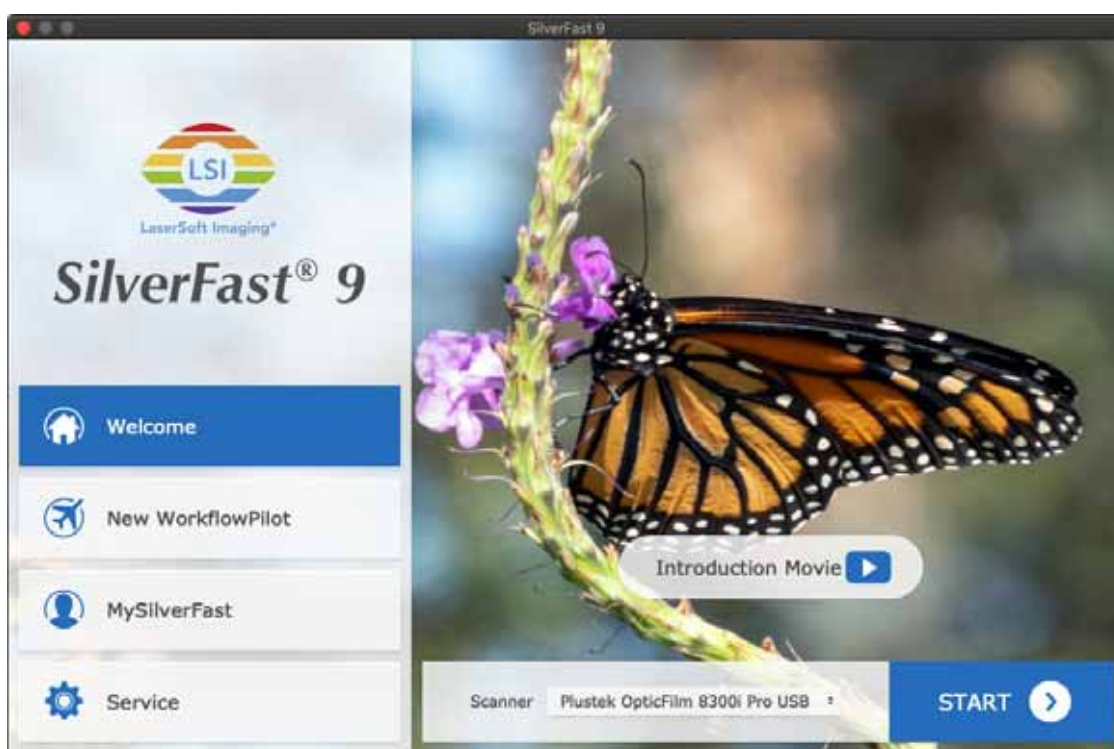 SilverFast 9
LSI
LaserSoft Imaging®
SilverFast® 9
Welcome
New WorkflowPilot
MySilverFast
Service
Introduction Movie
Scanner Plustek OpticFilm 8300i Pro USB
START